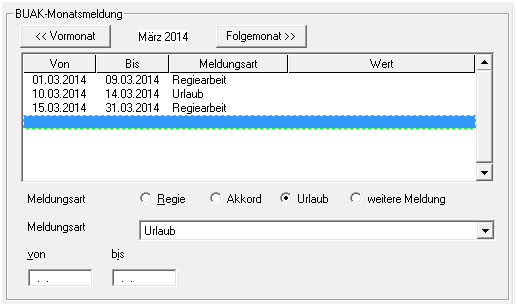 BUAK-Monatsmeldung
<< Vormonat März 2014 Folgemonat >>
Von Bis Meldungsart Wert
01.03.2014 09.03.2014 Regiearbeit
10.03.2014 14.03.2014 Urlaub
15.03.2014 31.03.2014 Regiearbeit
Meldungsart Regie Akkord Urlaub weitere Meldung
Meldungsart Urlaub
von bis
. . . .